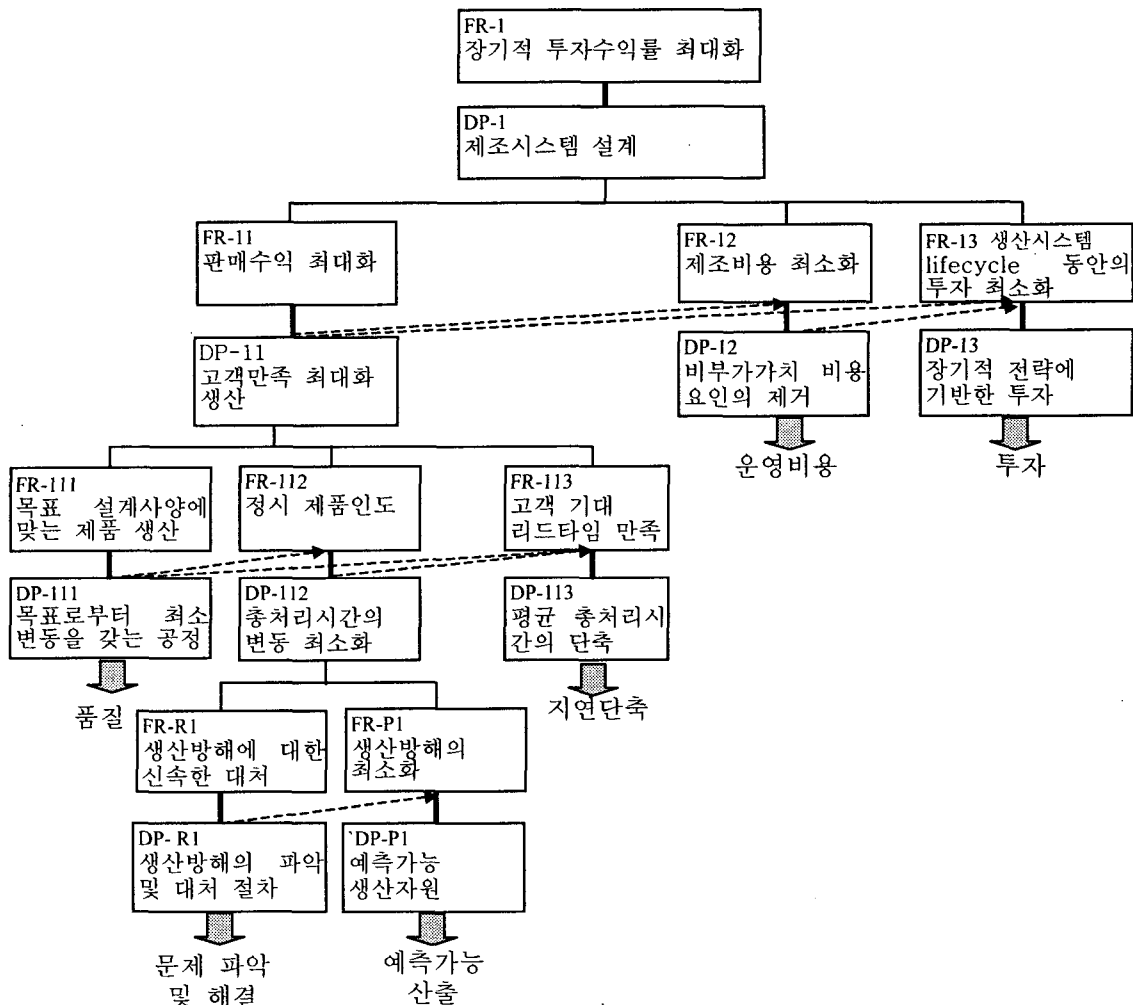 FR-1
장기적 투자수익률 최대화
DP-1
제조시스템 설계
FR-11
판매수익 최대화
FR-12
제조비용 최소화
FR-13 생산시스템
lifecycle 동안의
투자 최소화
DP-11
고객만족 최대화
생산
DP-12
비부가가치 비용
요인의 제거
DP-13
장기적 전략에
기반한 투자
운영비용
투자
FR-111
목표 설계사양에
맞는 제품 생산
FR-112
정시 제품인도
FR-113
고객 기대
리드타임 만족
DP-111
목표로부터 최소
변동을 갖는 공정
DP-112
총처리시간의
변동 최소화
DP-113
평균 총처리시
간의 단축
품질
지연단축
FR-R1
생산방해에 대한
신속한 대처
FR-P1
생산방해의
최소화
DP-R1
생산방해의 파악
및 대처 절차
DP-P1
예측가능
생산자원
문제 파악
및 해결
예측가능
산출